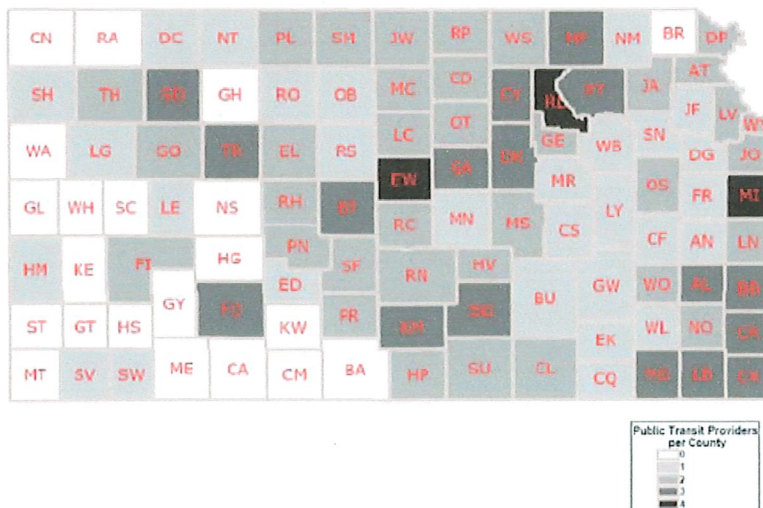 CN RA DC NT PL SM JW RP WS NM BR DP
SH TH GH RO OB MC CD CY RL PT JA AT
WA LG GO TR EL RS LC OT GE WB SN JF LV
EW SA DK MR OS DG JO
GL WH SC LE NS RH BT RC MN MS CS LY FR MI
HM KE FI HG PN SF RN HV CF AN LN
ED BU GW WO AL BB
ST GT HS GY FO KW PR SG EK WL NO CR
MT SV SW ME CA CM BA HP SU CL CQ MG LB CK
Public Transit Providers
per County
0
1
2
3
4